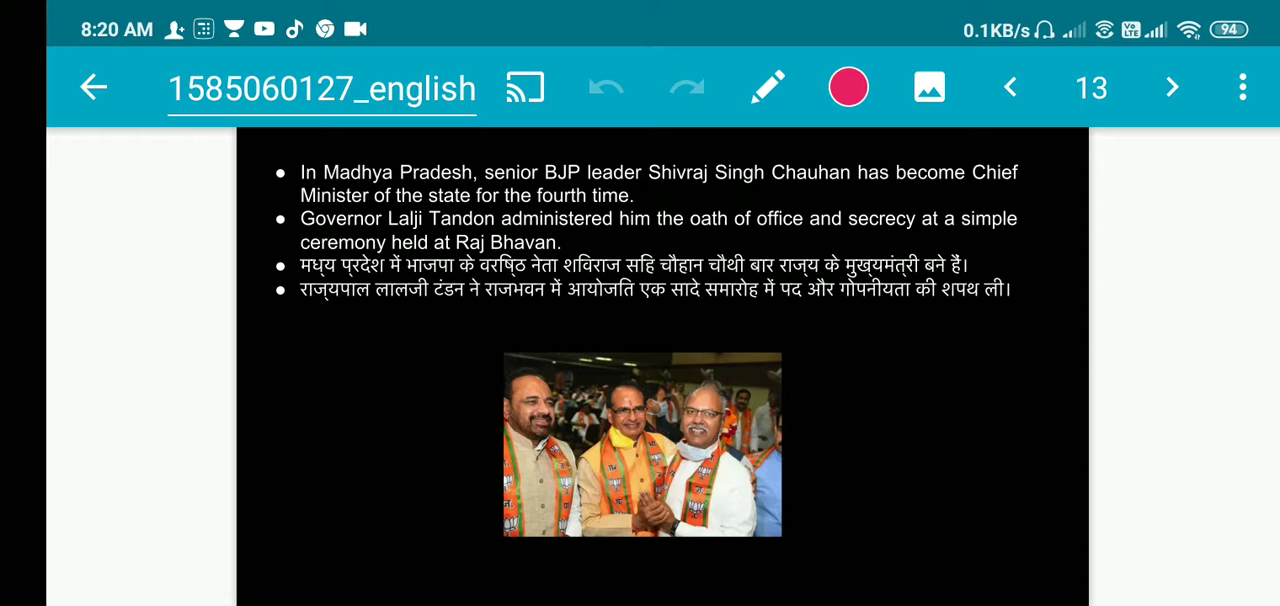 8:20 AM
0.1KB/s
Vo LTE
94
1585060127_english
13
● In Madhya Pradesh, senior BJP leader Shivraj Singh Chauhan has become Chief
Minister of the state for the fourth time.
● Governor Lalji Tandon administered him the oath of office and secrecy at a simple
ceremony held at Raj Bhavan.
● मध्य प्रदेश में भाजपा के वरिष्ठ नेता शिवराज सिंह चौहान चौथी बार राज्य के मुख्यमंत्री बने हैं।
● राज्यपाल लालजी टंडन ने राजभवन में आयोजित एक सादे समारोह में पद और गोपनीयता की शपथ ली।